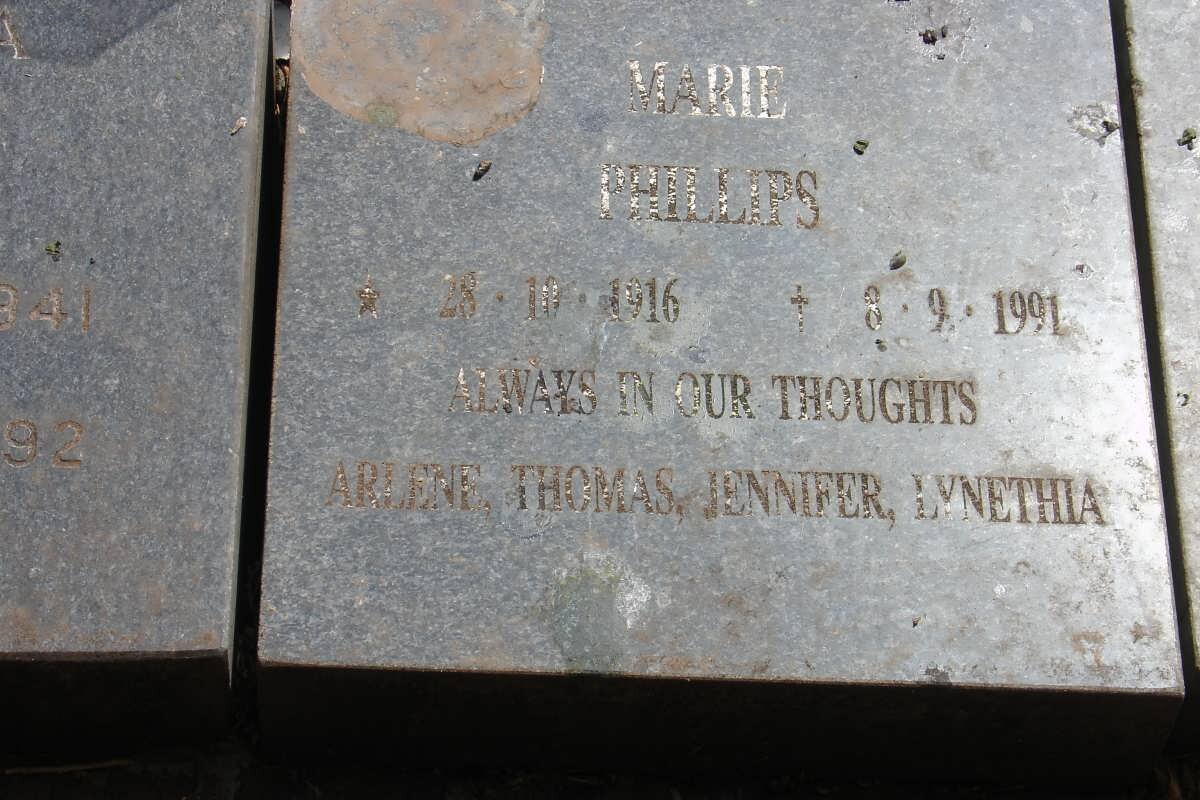 MARIE
PHILLIPS
★ 28 · 10 · 1916 † 8 · 9 · 1991
ALWAYS IN OUR THOUGHTS
ARLENE, THOMAS, JENNIFER, LYNETHIA
941
92